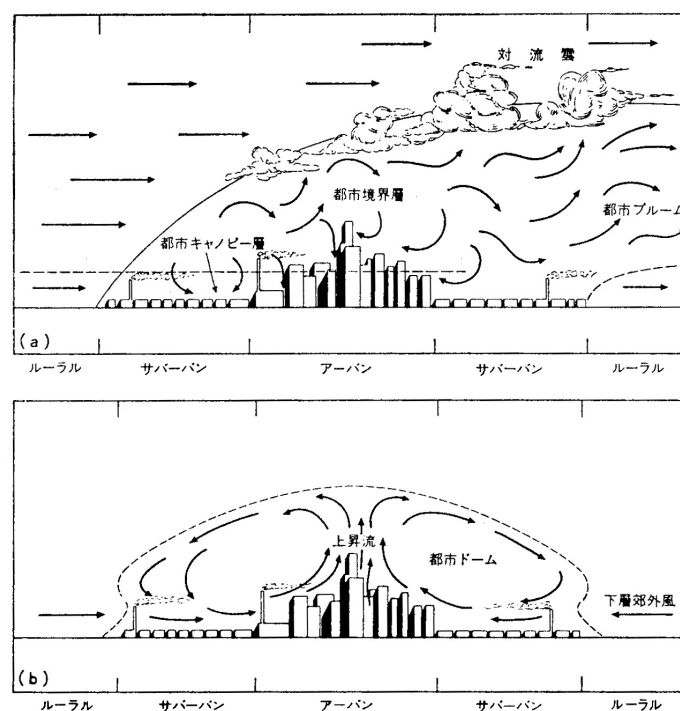 対流雲
都市境界層
都市プルーム
都市キャノピー層
(a)
ルーラル サバーバン アーバン サバーバン ルーラル
上昇流
都市ドーム
下層郊外風
(b)
ルーラル サバーバン アーバン サバーバン ルーラル